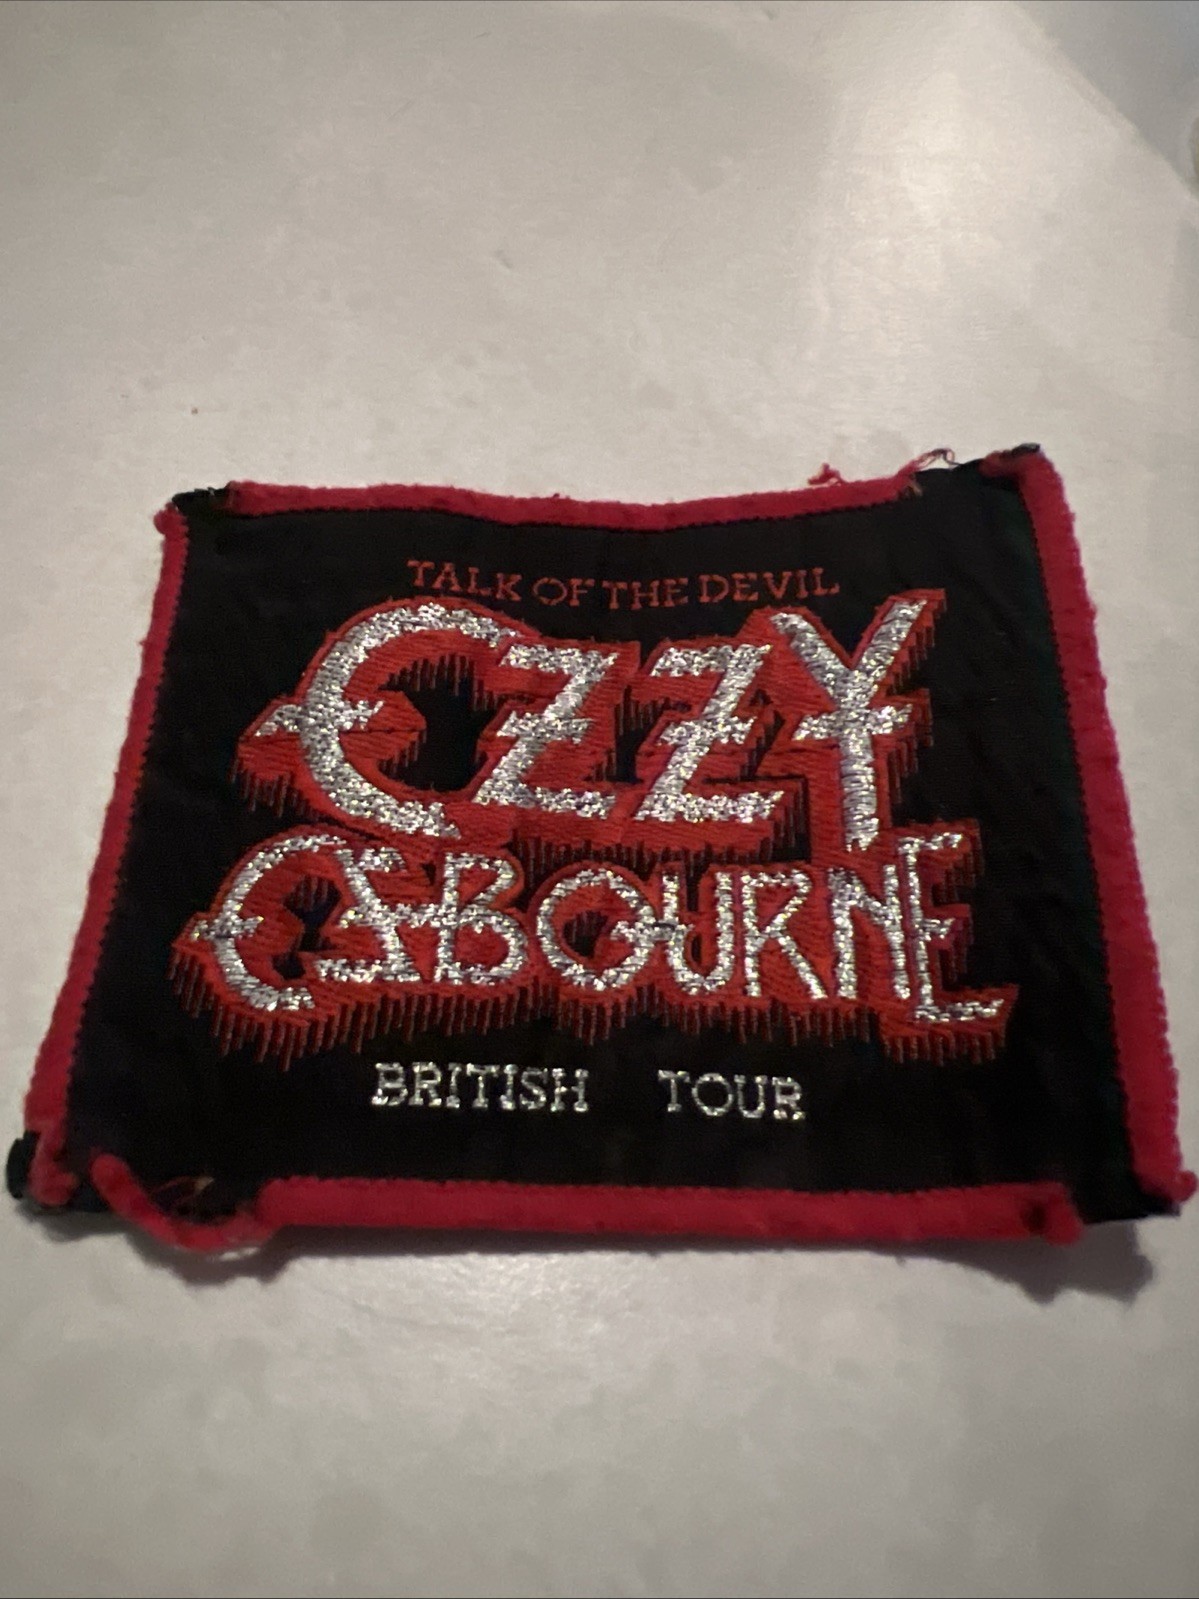 TALK OF THE DEVIL
OZZY
OSBOURNE
BRITISH TOUR